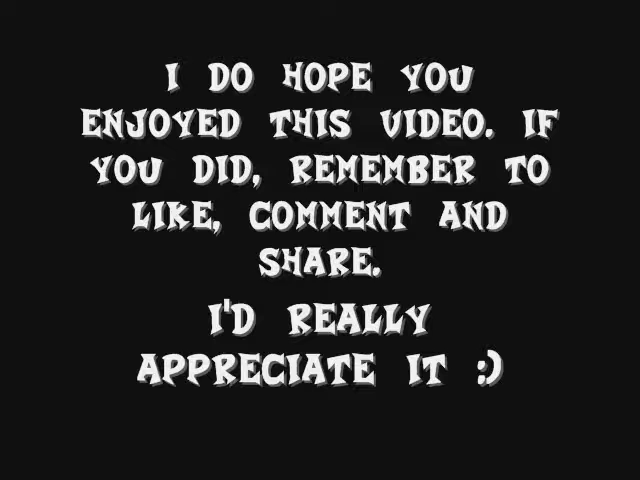 I DO HOPE YOU
ENJOYED THIS VIDEO. IF
YOU DID, REMEMBER TO
LIKE, COMMENT AND
SHARE.
I'D REALLY
APPRECIATE IT :)